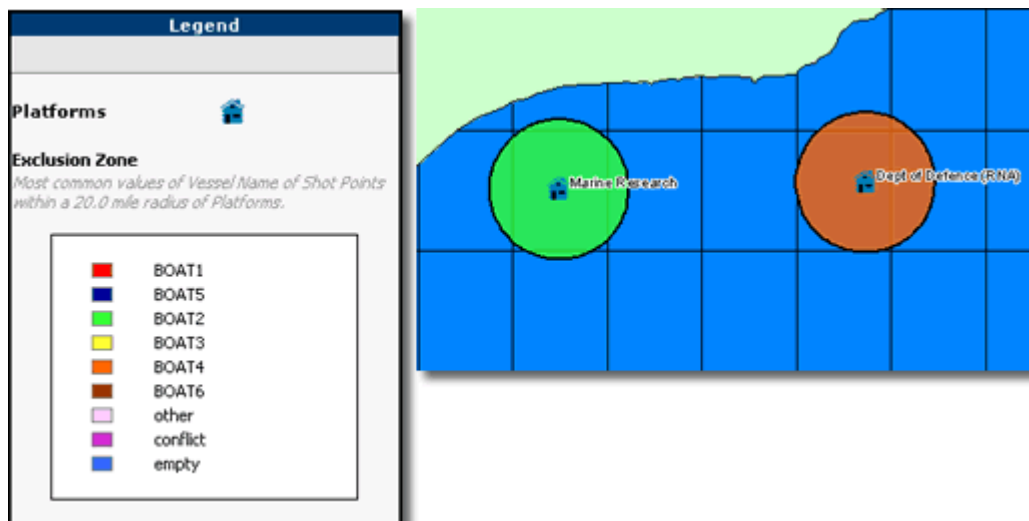 Legend
Platforms
Exclusion Zone
Most common values of Vessel Name of Shot Points
within a 20.0 mile radius of Platforms.
BOAT1
BOAT5
BOAT2
BOAT3
BOAT4
BOAT6
other
conflict
empty
Marine Research
Dept of Defence (RNA)